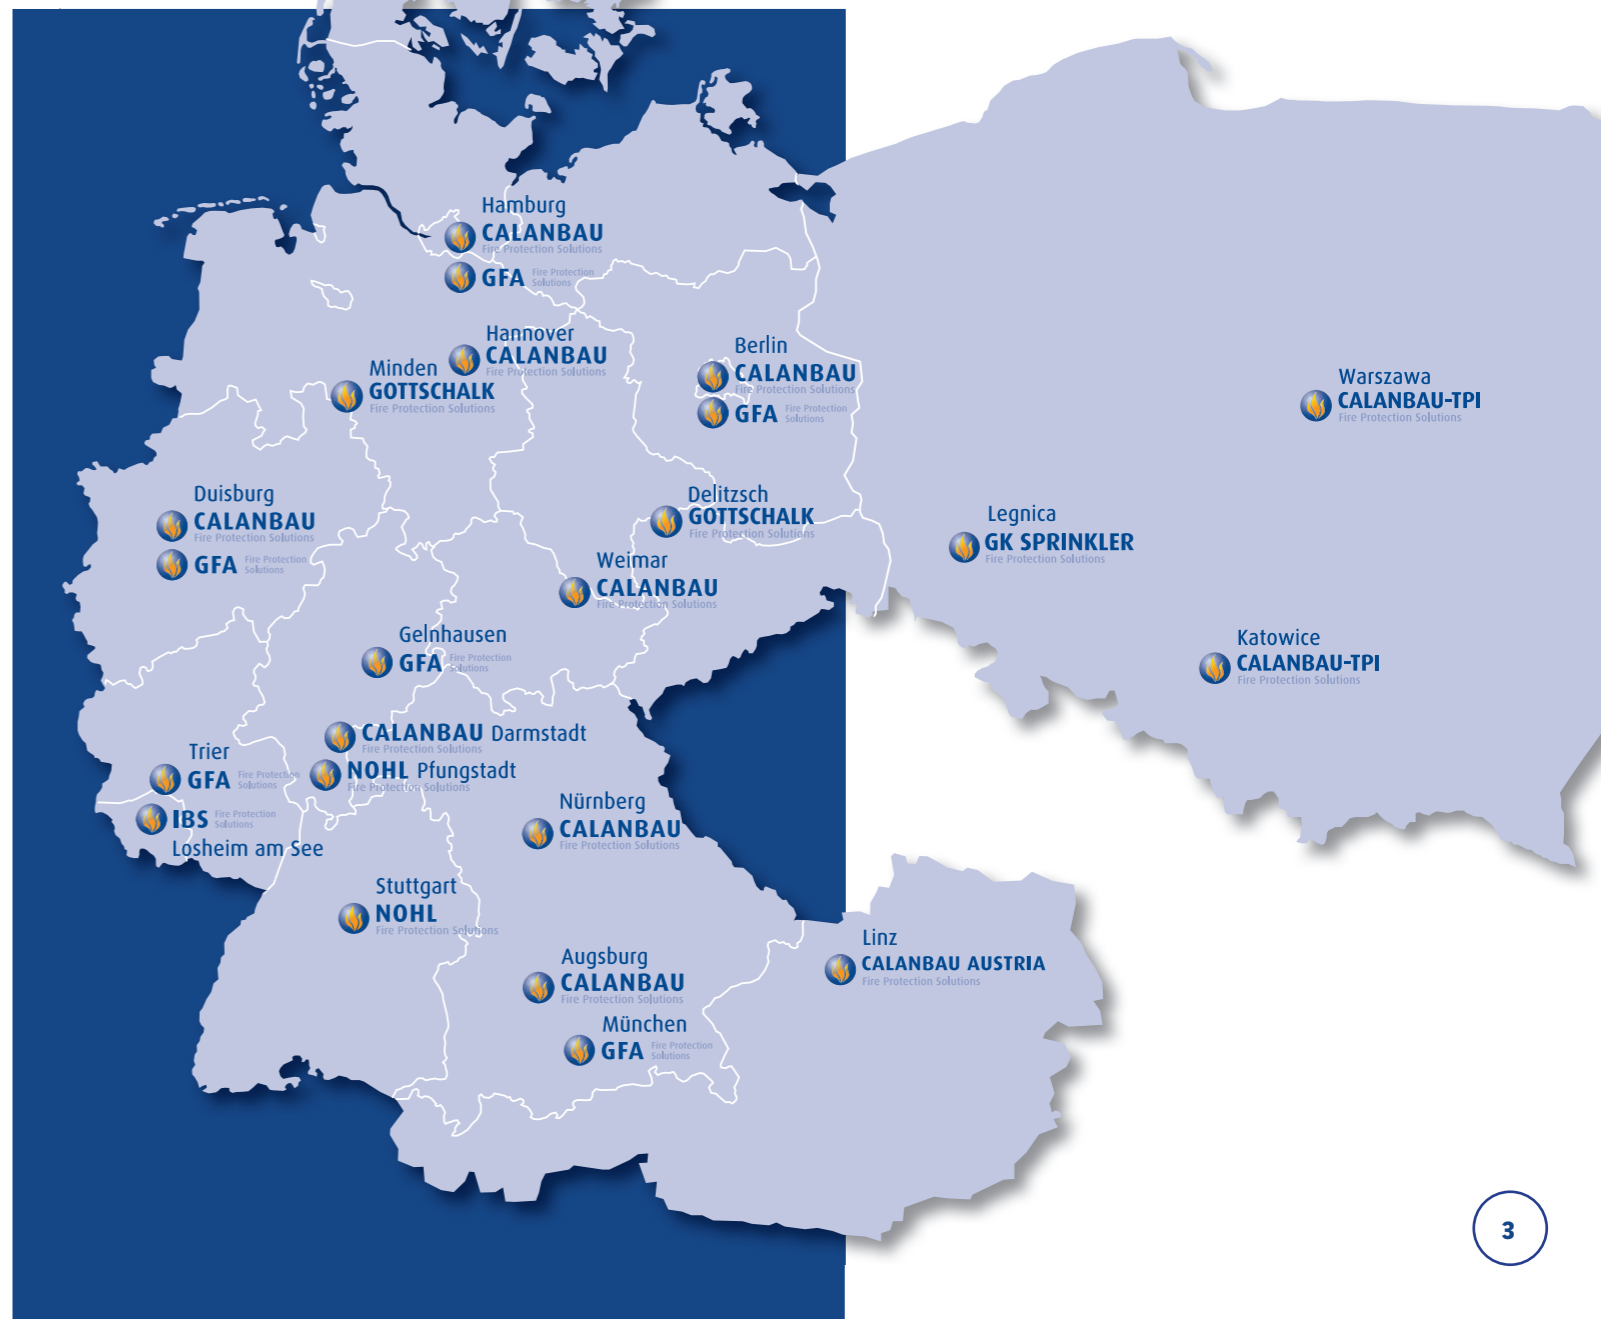 Hamburg
CALANBAU
Fire Protection Solutions
GFA Fire Protection
Solutions
Hannover
CALANBAU
Fire Protection Solutions
Minden
GOTTSCHALK
Fire Protection Solutions
Berlin
CALANBAU
Fire Protection Solutions
GFA Fire Protection
Solutions
Warszawa
CALANBAU-TPI
Fire Protection Solutions
Duisburg
CALANBAU
Fire Protection Solutions
GFA Fire Protection
Solutions
Delitzsch
GOTTSCHALK
Fire Protection Solutions
Legnica
GK SPRINKLER
Fire Protection Solutions
Weimar
CALANBAU
Fire Protection Solutions
Gelnhausen
GFA Fire Protection
Solutions
Katowice
CALANBAU-TPI
Fire Protection Solutions
CALANBAU Darmstadt
Fire Protection Solutions
NOHL Pfungstadt
Fire Protection Solutions
Trier
GFA Fire Protection
Solutions
IBS Fire Protection
Solutions
Losheim am See
Nürnberg
CALANBAU
Fire Protection Solutions
Stuttgart
NOHL
Fire Protection Solutions
Augsburg
CALANBAU
Fire Protection Solutions
München
GFA Fire Protection
Solutions
Linz
CALANBAU AUSTRIA
Fire Protection Solutions
3